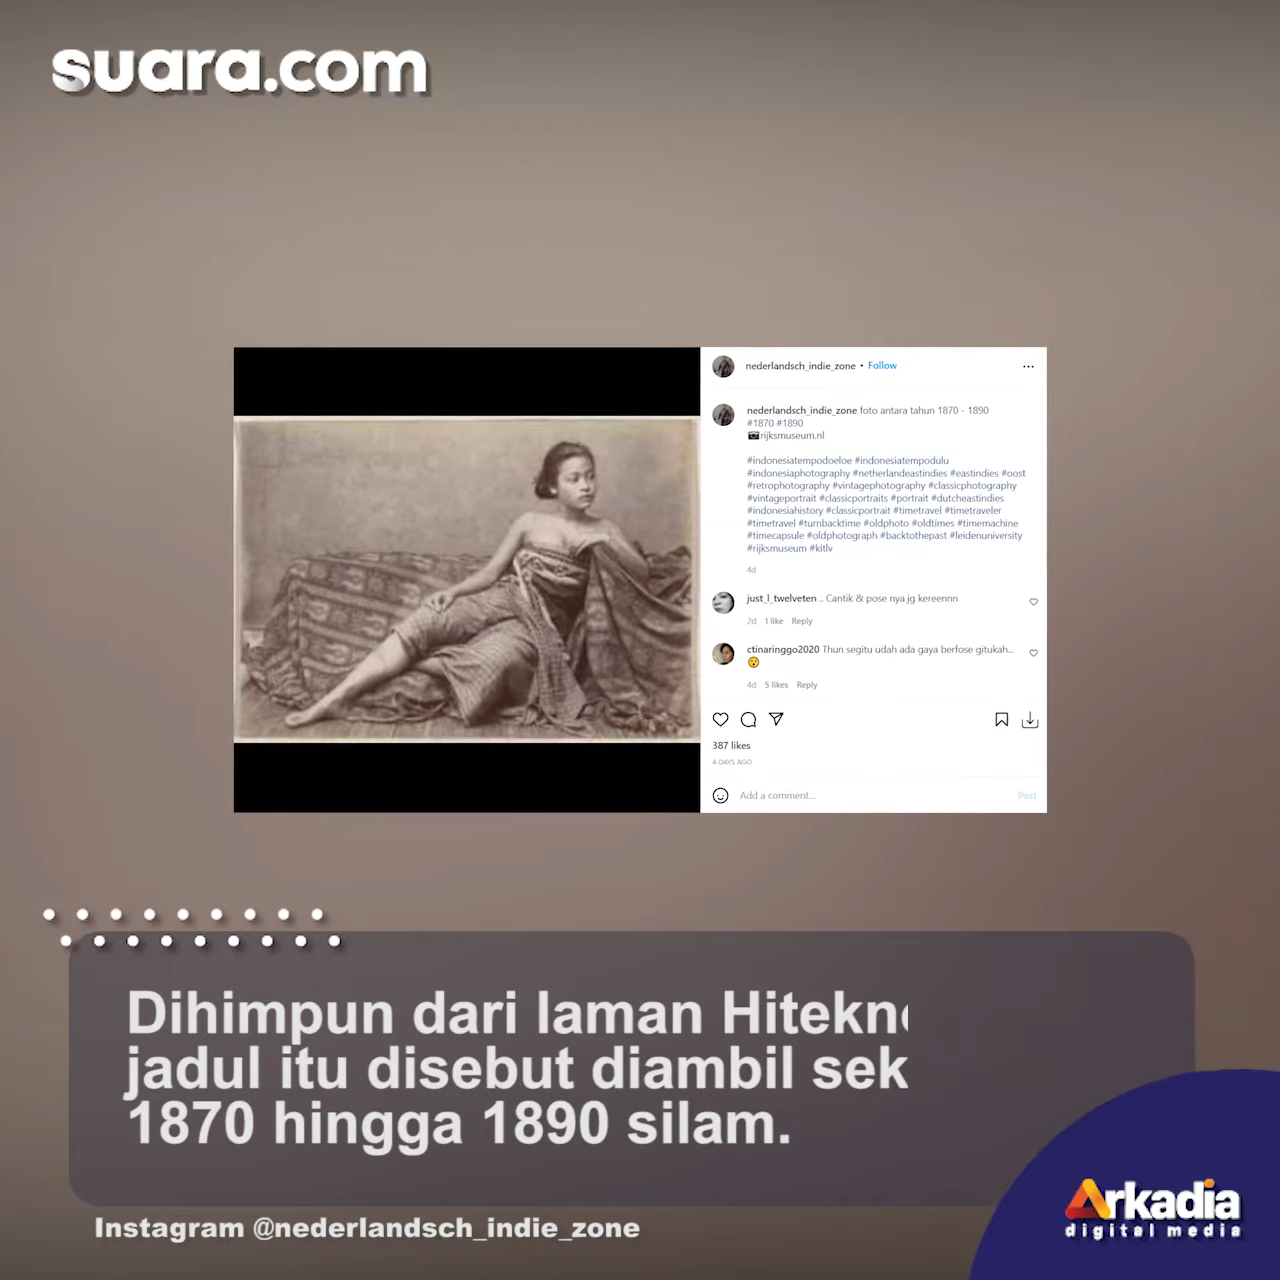 suara.com
nederlandsch_indie_zone • Follow
nederlandsch_indie_zone foto antara tahun 1870 - 1890
#1870 #1890
📷rijksmuseum.nl
#indonesiatempodoeloe #indonesiatempodulu
#indonesiaphotography #netherlandeastindies #eastindies #oost
#retrophotography #vintagephotography #classicphotography
#vintageportrait #classicportraits #portrait #dutcheastindies
#indonesiahistory #classicportrait #timetravel #timetraveler
#timetravel #turnbacktime #oldphoto #oldtimes #timemachine
#timecapsule #oldphotograph #backtothepast #leidenuniversity
#rijksmuseum #kitlv
4d
just_l_twelveten .. Cantik & pose nya jg kereennn
2d 1 like Reply
ctinaringgo2020 Thun segitu udah ada gaya berfose gitukah...
😯
4d 5 likes Reply
387 likes
4 DAYS AGO
Add a comment...
Post
Dihimpun dari laman
jadul itu disebut diambil sek
1870 hingga 1890 silam.
Instagram @nederlandsch_indie_zone
Arkadia
digital media